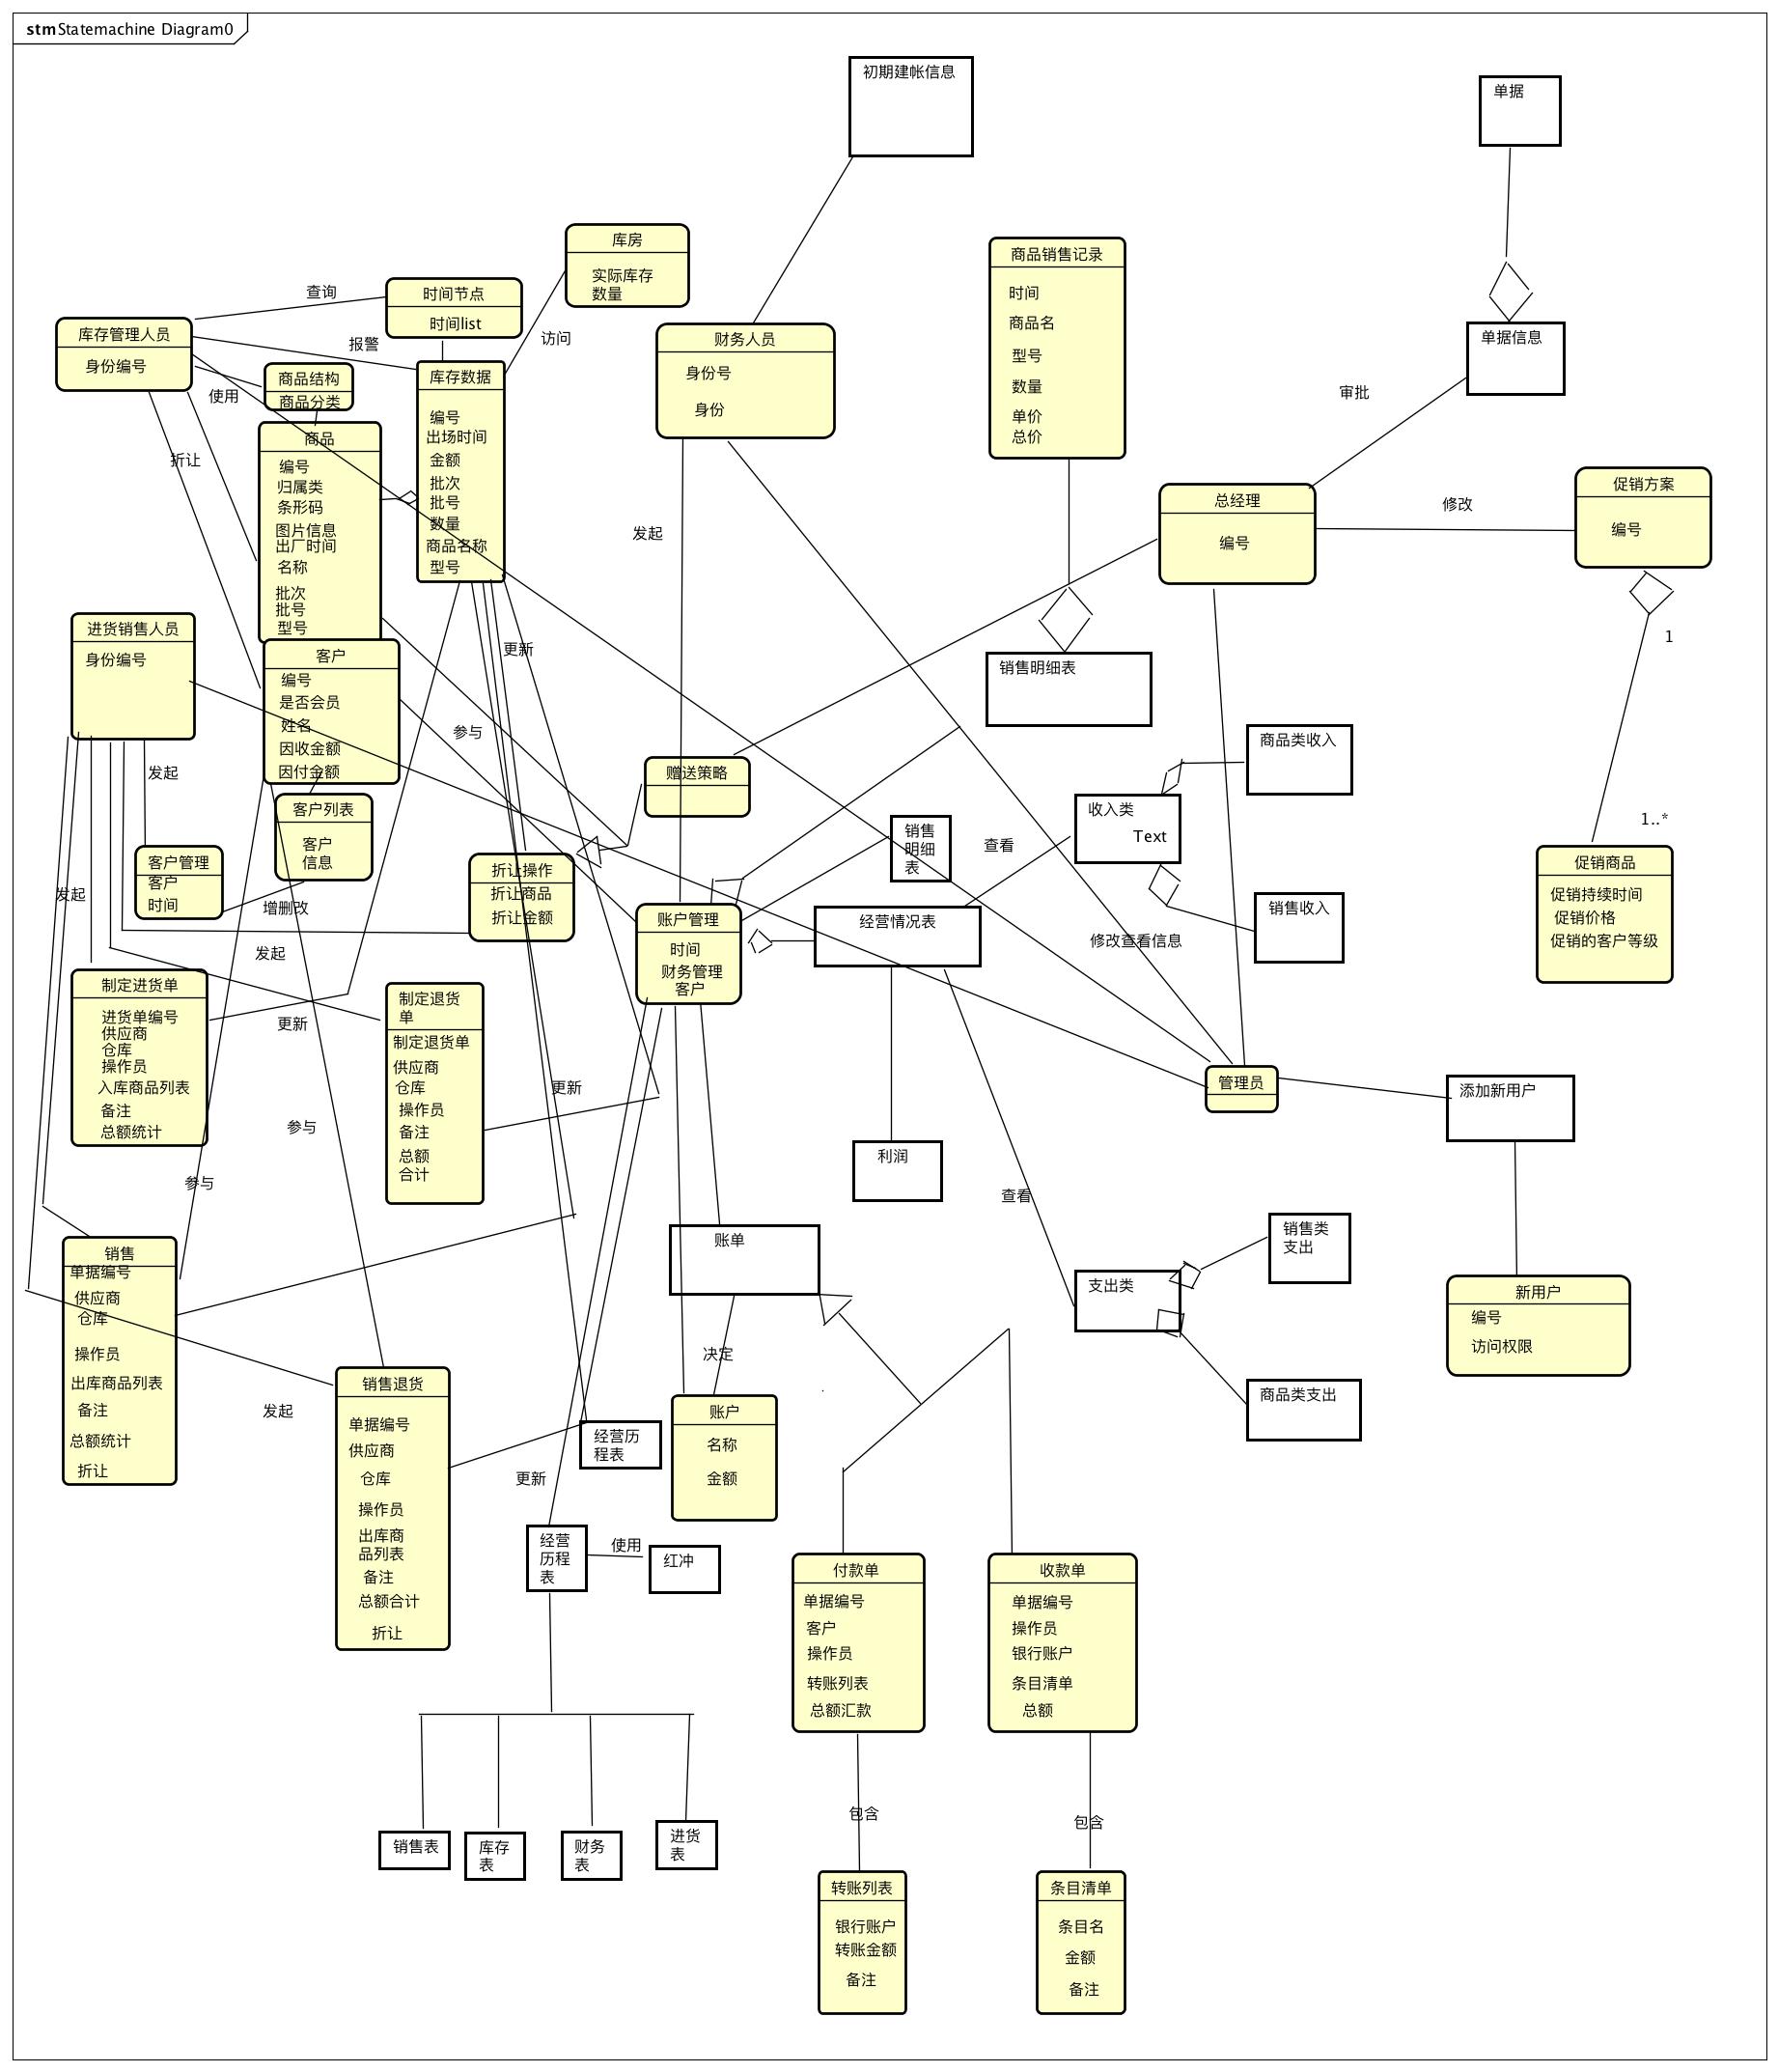 stm Statemachine Diagram0
初期建帐信息
单据
库房
实际库存
数量
商品销售记录
时间
商品名
型号
数量
单价
总价
查询
时间节点
时间list
库存管理人员
身份编号
报警
访问
财务人员
身份号
身份
单据信息
审批
使用
商品结构
商品分类
库存数据
编号
出场时间
金额
批次
批号
数量
商品名称
型号
折让
商品
编号
归属类
条形码
图片信息
出厂时间
名称
批次
批号
型号
发起
总经理
编号
修改
促销方案
编号
1
1..*
进货销售人员
身份编号
客户
编号
是否会员
姓名
因收金额
因付金额
更新
参与
销售明细表
发起
赠送策略
商品类收入
收入类
Text
客户列表
客户
信息
客户管理
客户
时间
增删改
发起
折让操作
折让商品
折让金额
销售
明细
表
查看
促销商品
促销持续时间
促销价格
促销的客户等级
销售收入
账户管理
时间
财务管理
客户
经营情况表
修改查看信息
发起
制定进货单
进货单编号
供应商
仓库
操作员
入库商品列表
备注
总额统计
更新
制定退货
单
制定退货单
供应商
仓库
操作员
备注
总额
合计
更新
管理员
添加新用户
参与
参与
利润
查看
销售
单据编号
供应商
仓库
操作员
出库商品列表
备注
总额统计
折让
账单
销售类
支出
支出类
新用户
编号
访问权限
决定
商品类支出
销售退货
单据编号
供应商
仓库
操作员
出库商
品列表
备注
总额合计
折让
发起
账户
名称
金额
经营历
程表
更新
经营
历程
表
使用
红冲
付款单
单据编号
客户
操作员
转账列表
总额汇款
收款单
单据编号
操作员
银行账户
条目清单
总额
包含
包含
销售表
库存
表
财务
表
进货
表
转账列表
银行账户
转账金额
备注
条目清单
条目名
金额
备注